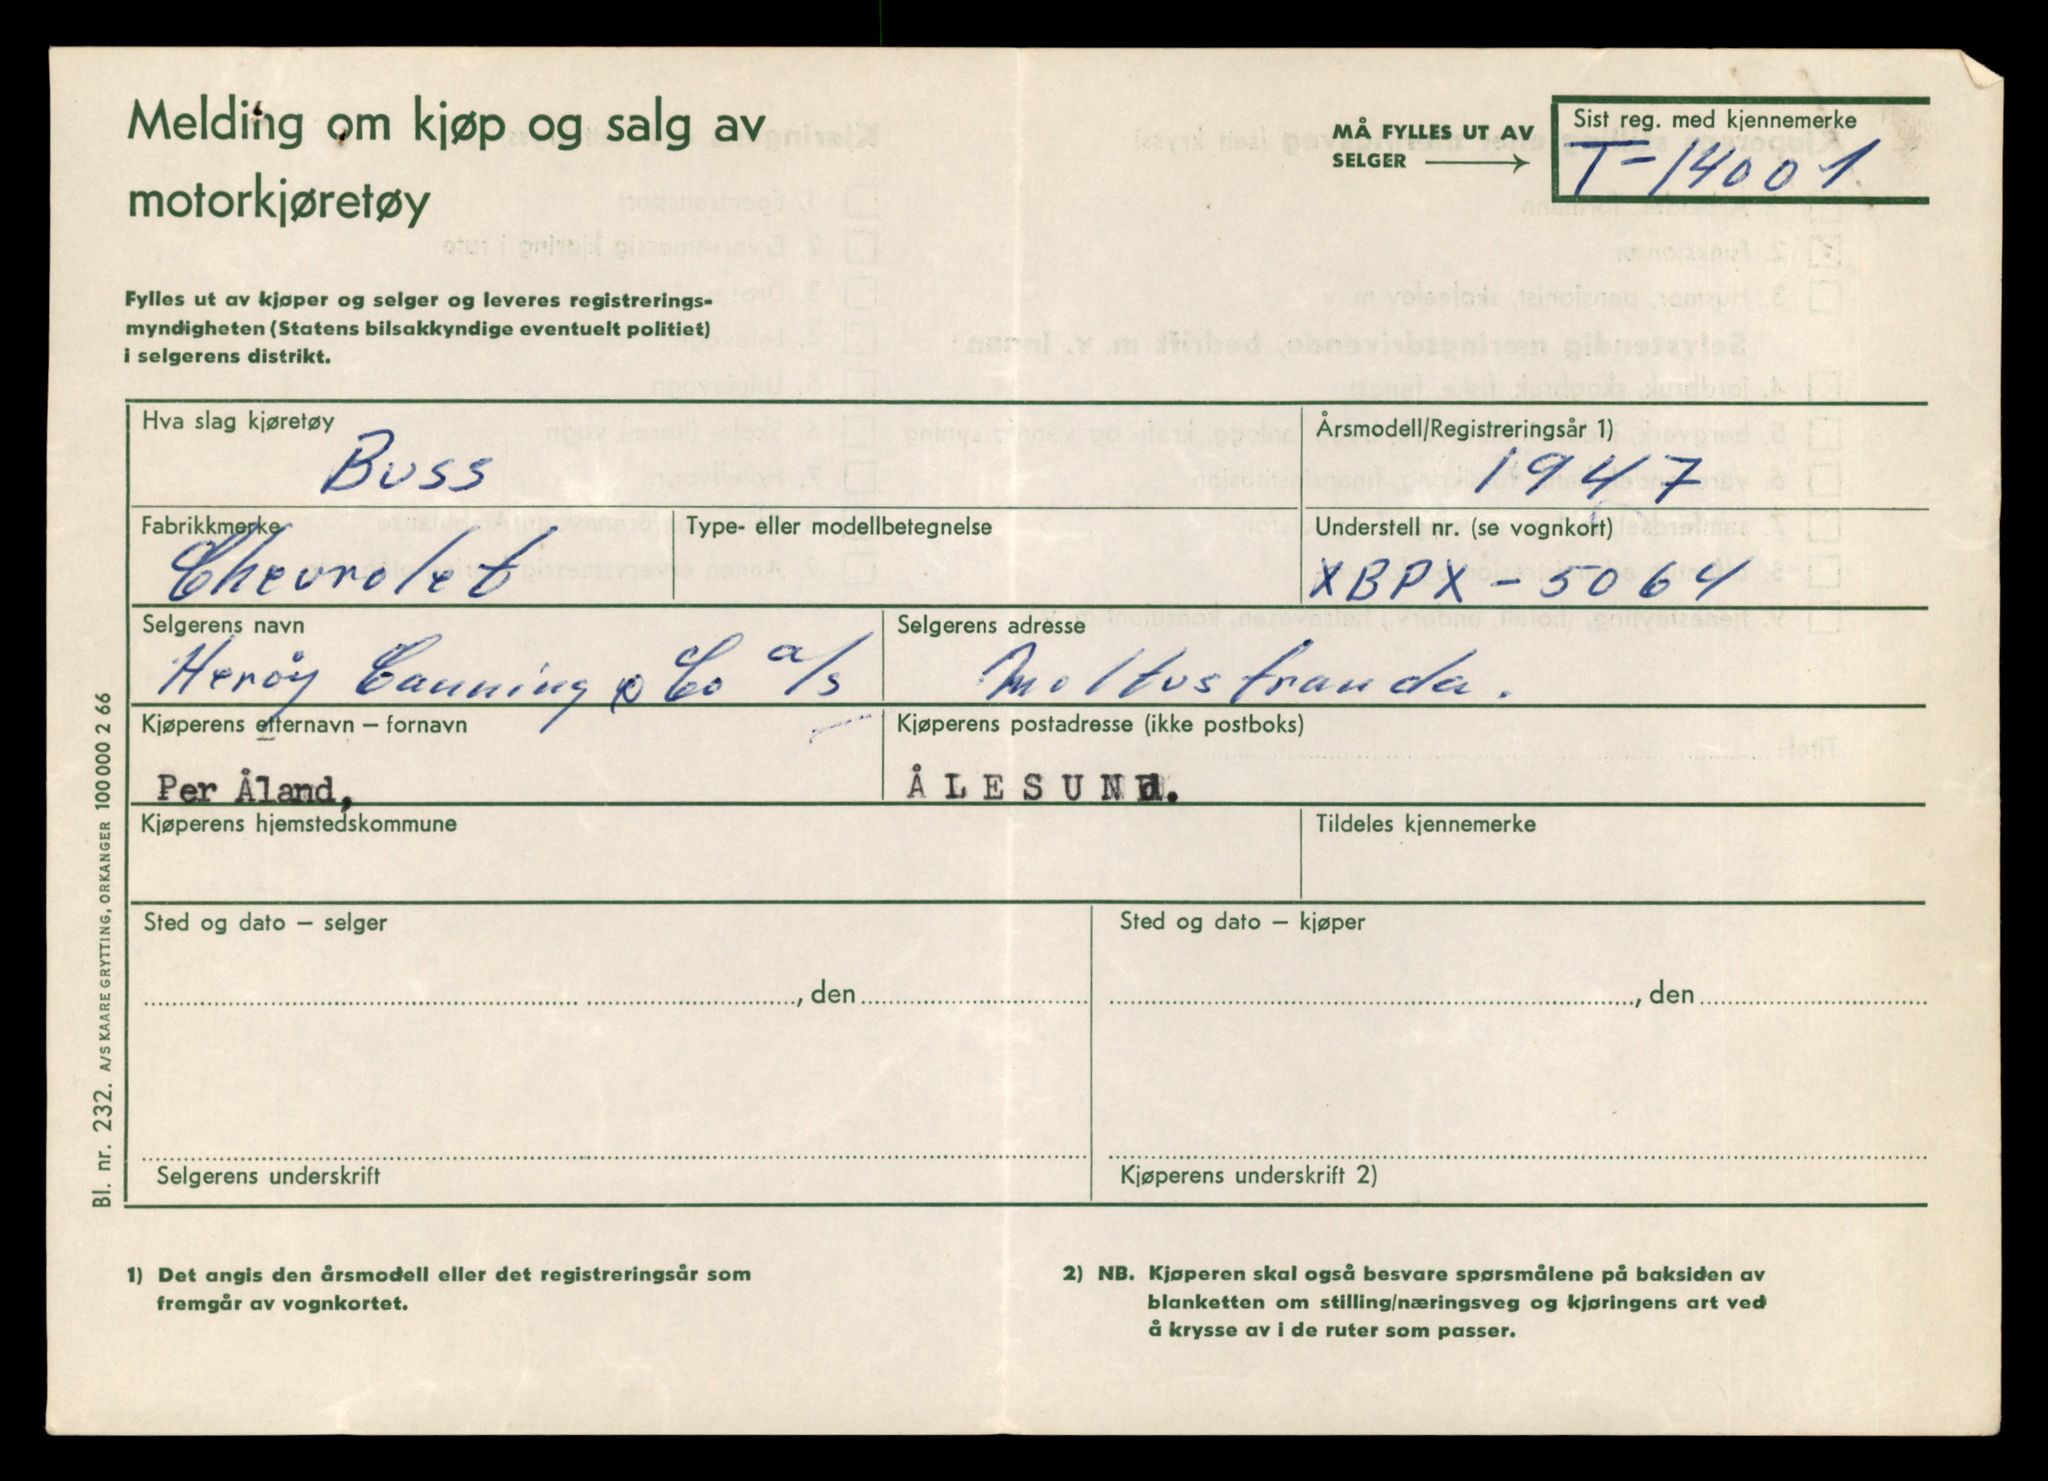 Melding om kjøp og salg av
motorkjøretøy
MÅ FYLLES UT AV
SELGER
Sist reg. med kjennemerke
T-14001
Fylles ut av kjøper og selger og leveres registrerings-
myndigheten (Statens bilsakkyndige eventuelt politiet)
i selgerens distrikt.
Hva slag kjøretøy
Buss
Årsmodell/Registreringsår 1)
1947
Fabrikkmerke
Chevrolet
Type- eller modellbetegnelse
Understell nr. (se vognkort)
XBPX-5064
Selgerens navn
Herøy Canning & Co a/s
Selgerens adresse
Moltustranda.
Kjøperens etternavn – fornavn
Per Åland,
Kjøperens postadresse (ikke postboks)
ÅLESUNd.
Kjøperens hjemstedskommune
Tildeles kjennemerke
Sted og dato – selger
, den
Sted og dato – kjøper
, den
Selgerens underskrift
Kjøperens underskrift 2)
1) Det angis den årsmodell eller det registreringsår som
fremgår av vognkortet.
2) NB. Kjøperen skal også besvare spørsmålene på baksiden av
blanketten om stilling/næringsveg og kjøringens art ved
å krysse av i de ruter som passer.
Bl. nr. 232. A/S KAARE GRYTTING, ORKANGER 100 000 2 66